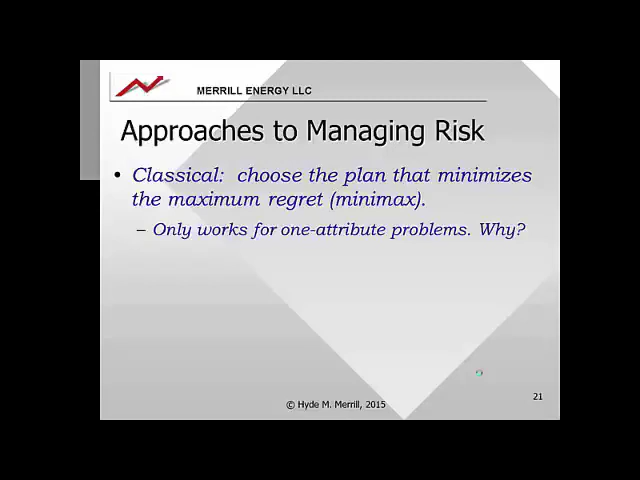 MERRILL ENERGY LLC
Approaches to Managing Risk
• Classical: choose the plan that minimizes
the maximum regret (minimax).
– Only works for one-attribute problems. Why?
© Hyde M. Merrill, 2015
21